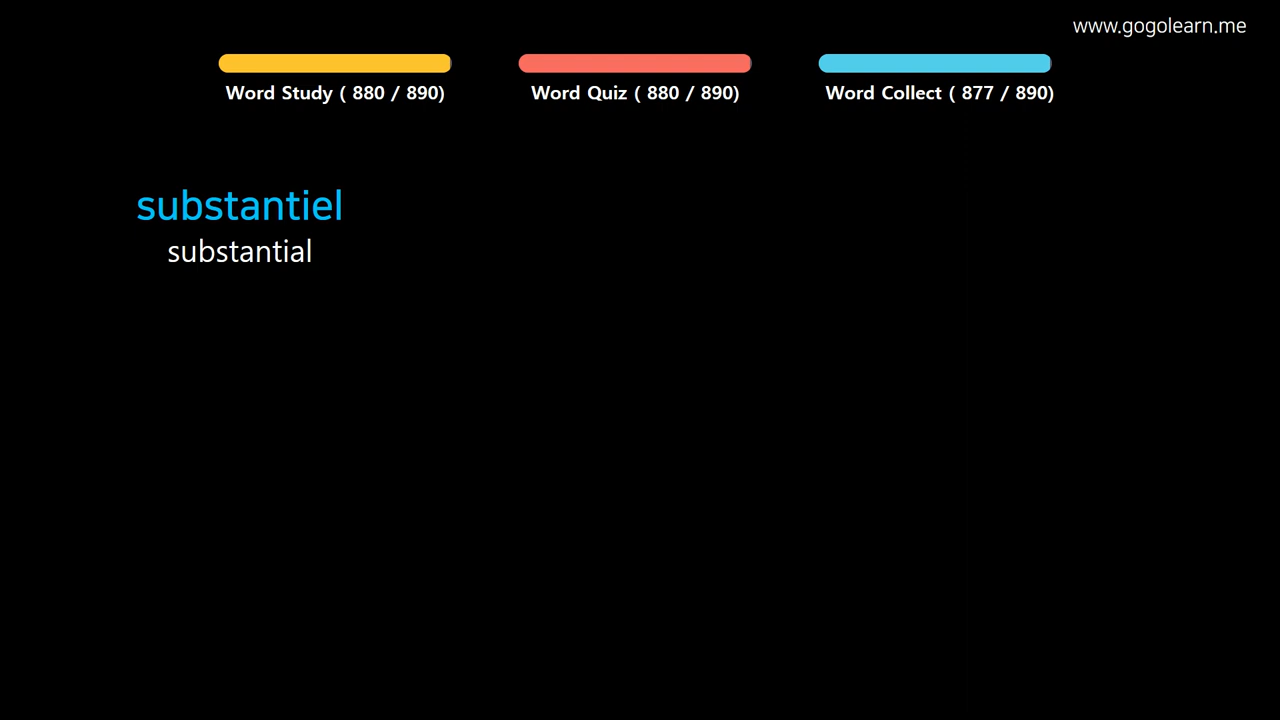 www.gogolearn.me
Word Study ( 880 / 890)
Word Quiz ( 880 / 890)
Word Collect ( 877 / 890)
substantiel
substantial